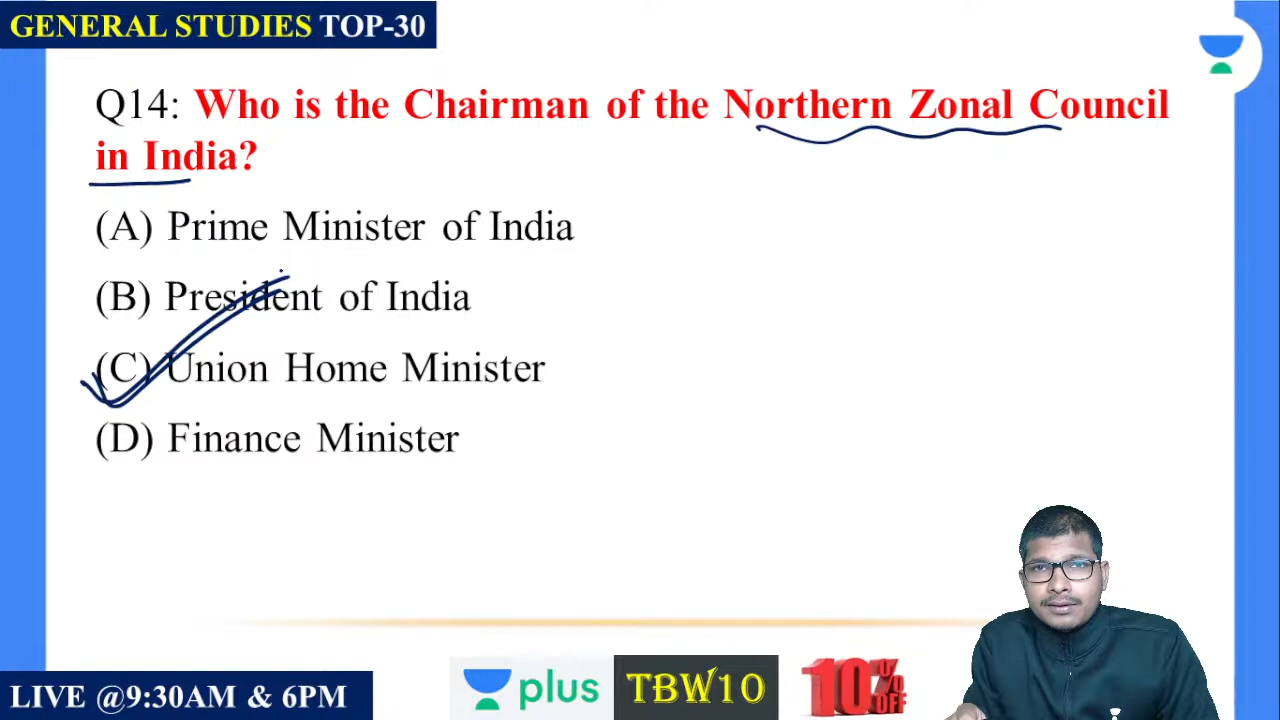 GENERAL STUDIES TOP-30
Q14: Who is the Chairman of the Northern Zonal Council
in India?
(A) Prime Minister of India
(B) President of India
(C) Union Home Minister
(D) Finance Minister
LIVE @9:30AM & 6PM
plus
TBW10
10% OFF